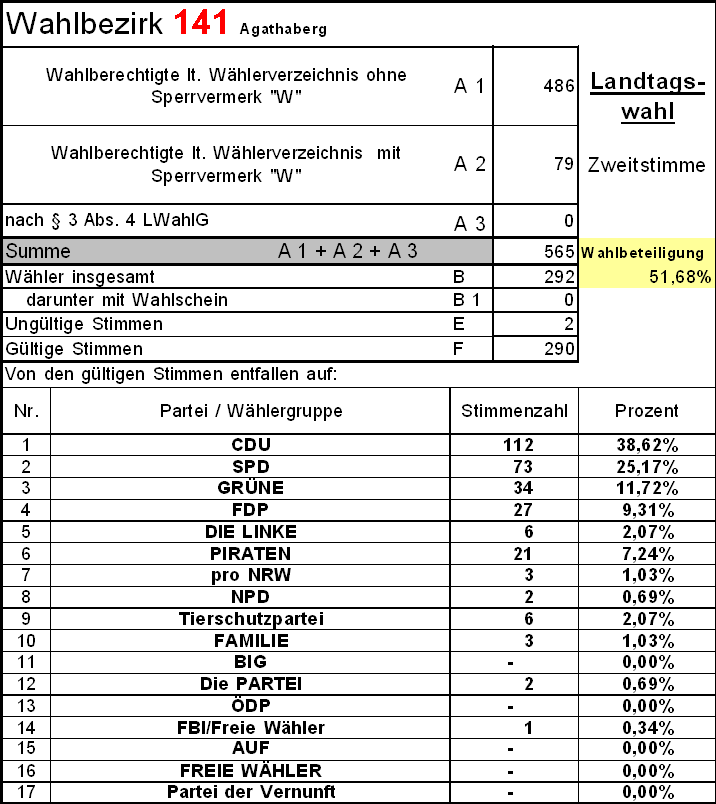 Wahlbezirk 141 Agathaberg
Wahlberechtigte lt. Wählerverzeichnis ohne
Sperrvermerk "W" A 1 486
Landtags-
wahl
Wahlberechtigte lt. Wählerverzeichnis mit
Sperrvermerk "W" A 2 79
Zweitstimme
nach § 3 Abs. 4 LWahlG A 3 0
Summe A 1 + A 2 + A 3 565 Wahlbeteiligung
Wähler insgesamt B 292 51,68%
darunter mit Wahlschein B 1 0
Ungültige Stimmen E 2
Gültige Stimmen F 290
Von den gültigen Stimmen entfallen auf:
Nr. Partei / Wählergruppe Stimmenzahl Prozent
1 CDU 112 38,62%
2 SPD 73 25,17%
3 GRÜNE 34 11,72%
4 FDP 27 9,31%
5 DIE LINKE 6 2,07%
6 PIRATEN 21 7,24%
7 pro NRW 3 1,03%
8 NPD 2 0,69%
9 Tierschutzpartei 6 2,07%
10 FAMILIE 3 1,03%
11 BIG - 0,00%
12 Die PARTEI 2 0,69%
13 ÖDP - 0,00%
14 FBI/Freie Wähler 1 0,34%
15 AUF - 0,00%
16 FREIE WÄHLER - 0,00%
17 Partei der Vernunft - 0,00%